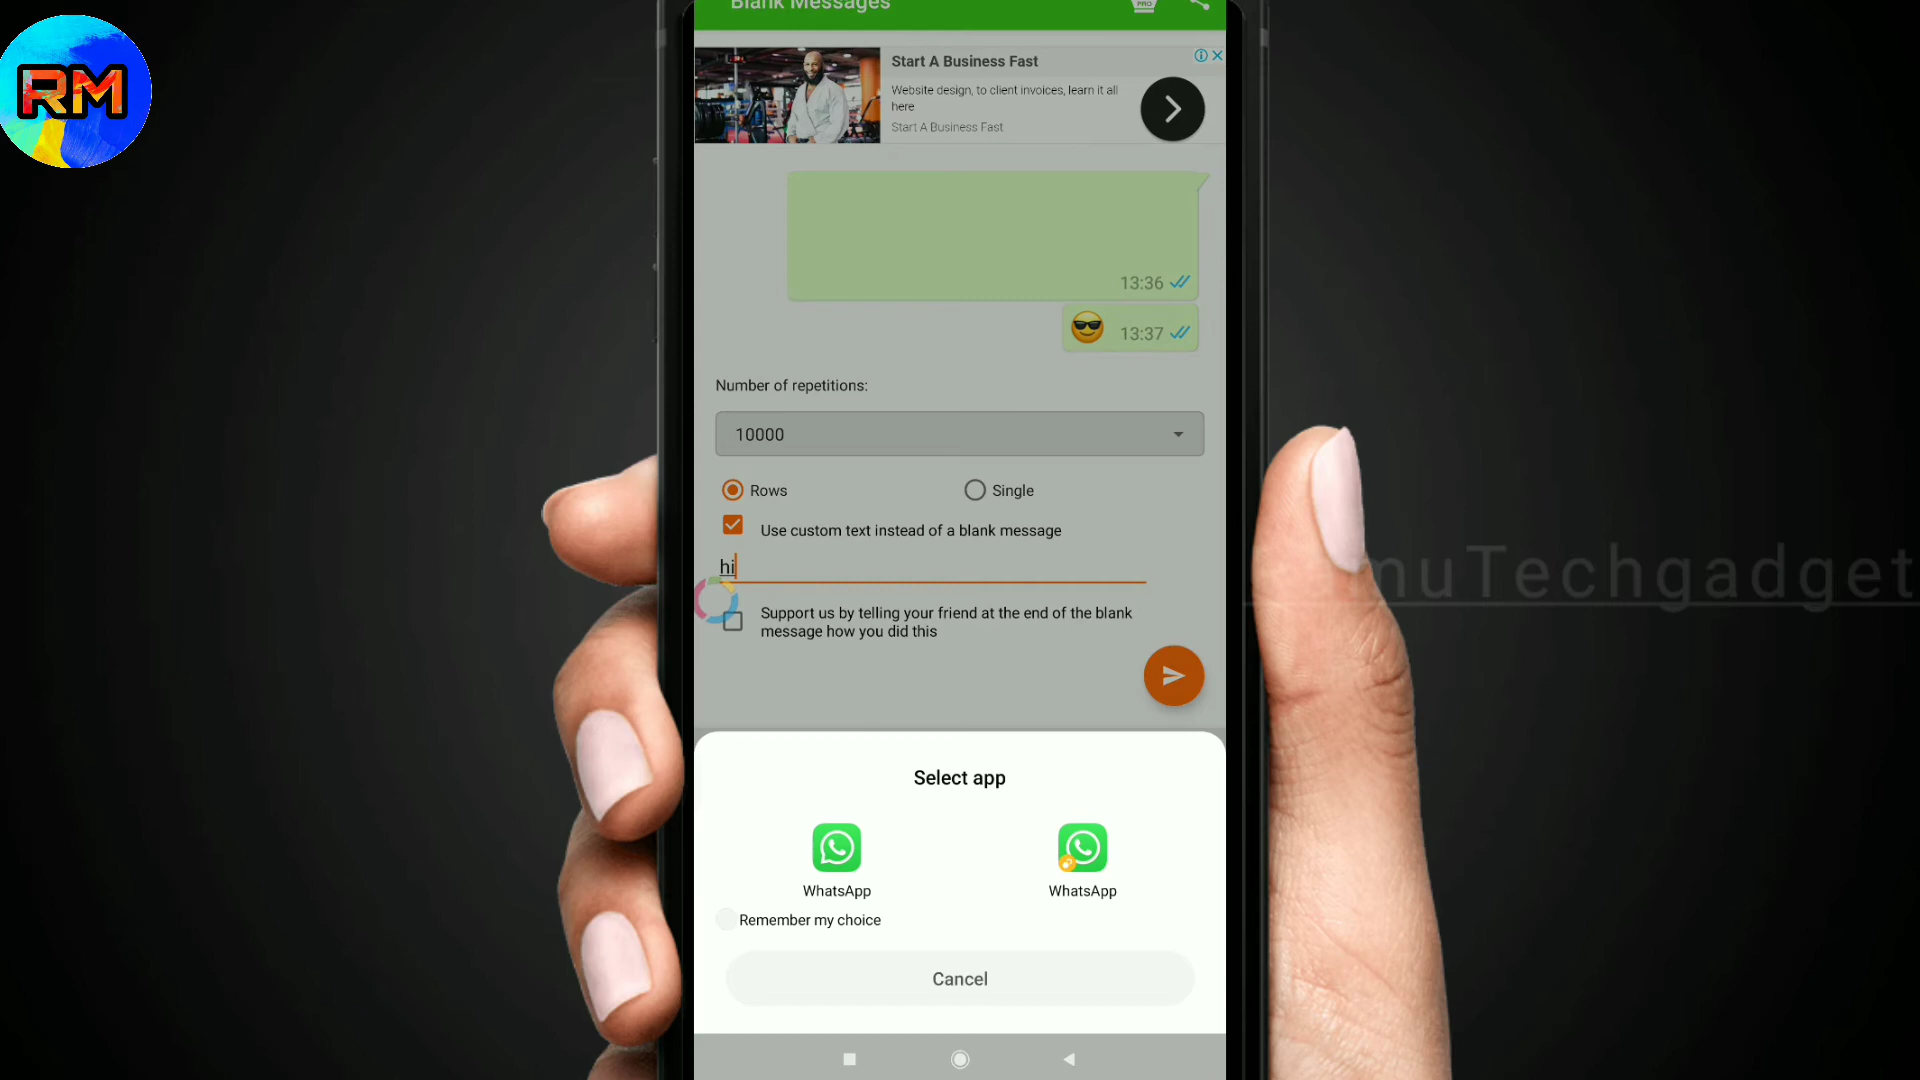 Blank Messages
PRO
RM
Start A Business Fast
Website design, to client invoices, learn it all
here
Start A Business Fast
13:36
13:37
Number of repetitions:
10000
Rows
Single
Use custom text instead of a blank message
hi
muTechgadget
Support us by telling your friend at the end of the blank
message how you did this
Select app
WhatsApp
WhatsApp
Remember my choice
Cancel